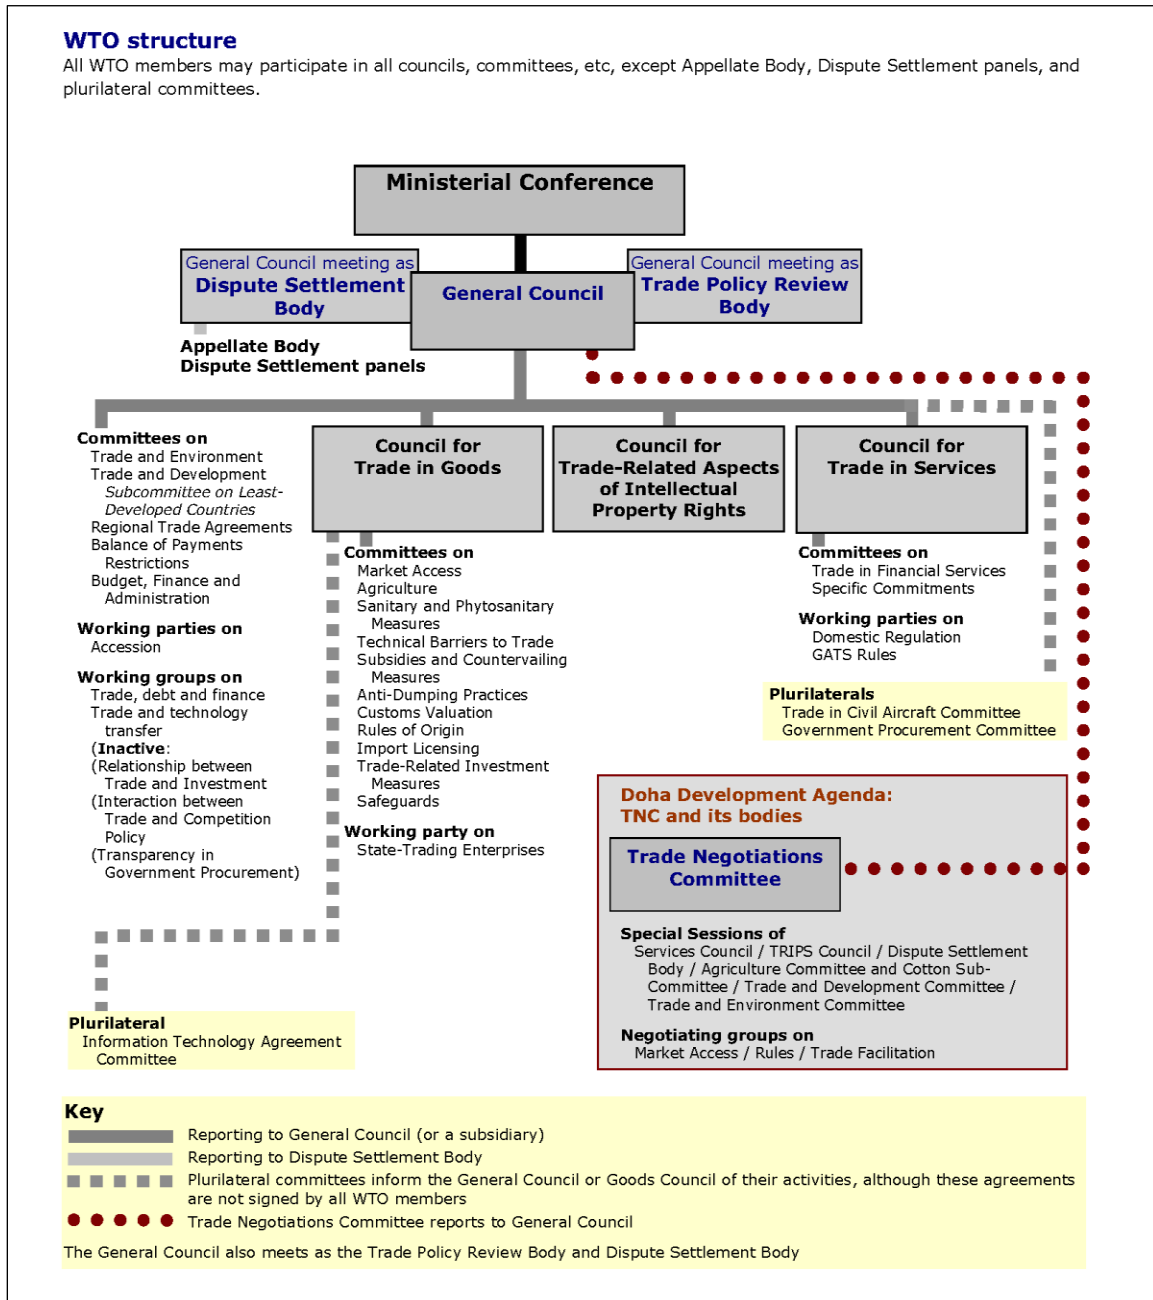 WTO structure
All WTO members may participate in all councils, committees, etc, except Appellate Body, Dispute Settlement panels, and
plurilateral committees.
Ministerial Conference
General Council meeting as
Dispute Settlement
Body
General Council
General Council meeting as
Trade Policy Review
Body
Appellate Body
Dispute Settlement panels
Committees on
Trade and Environment
Trade and Development
Subcommittee on Least-
Developed Countries
Regional Trade Agreements
Balance of Payments
Restrictions
Budget, Finance and
Administration
Working parties on
Accession
Working groups on
Trade, debt and finance
Trade and technology
transfer
(Inactive:
(Relationship between
Trade and Investment
(Interaction between
Trade and Competition
Policy
(Transparency in
Government Procurement)
Plurilateral
Information Technology Agreement
Committee
Council for
Trade in Goods
Committees on
Market Access
Agriculture
Sanitary and Phytosanitary
Measures
Technical Barriers to Trade
Subsidies and Countervailing
Measures
Anti-Dumping Practices
Customs Valuation
Rules of Origin
Import Licensing
Trade-Related Investment
Measures
Safeguards
Working party on
State-Trading Enterprises
Council for
Trade-Related Aspects
of Intellectual
Property Rights
Council for
Trade in Services
Committees on
Trade in Financial Services
Specific Commitments
Working parties on
Domestic Regulation
GATS Rules
Plurilaterals
Trade in Civil Aircraft Committee
Government Procurement Committee
Doha Development Agenda:
TNC and its bodies
Trade Negotiations
Committee
Special Sessions of
Services Council / TRIPS Council / Dispute Settlement
Body / Agriculture Committee and Cotton Sub-
Committee / Trade and Development Committee /
Trade and Environment Committee
Negotiating groups on
Market Access / Rules / Trade Facilitation
Key
Reporting to General Council (or a subsidiary)
Reporting to Dispute Settlement Body
Plurilateral committees inform the General Council or Goods Council of their activities, although these agreements
are not signed by all WTO members
Trade Negotiations Committee reports to General Council
The General Council also meets as the Trade Policy Review Body and Dispute Settlement Body